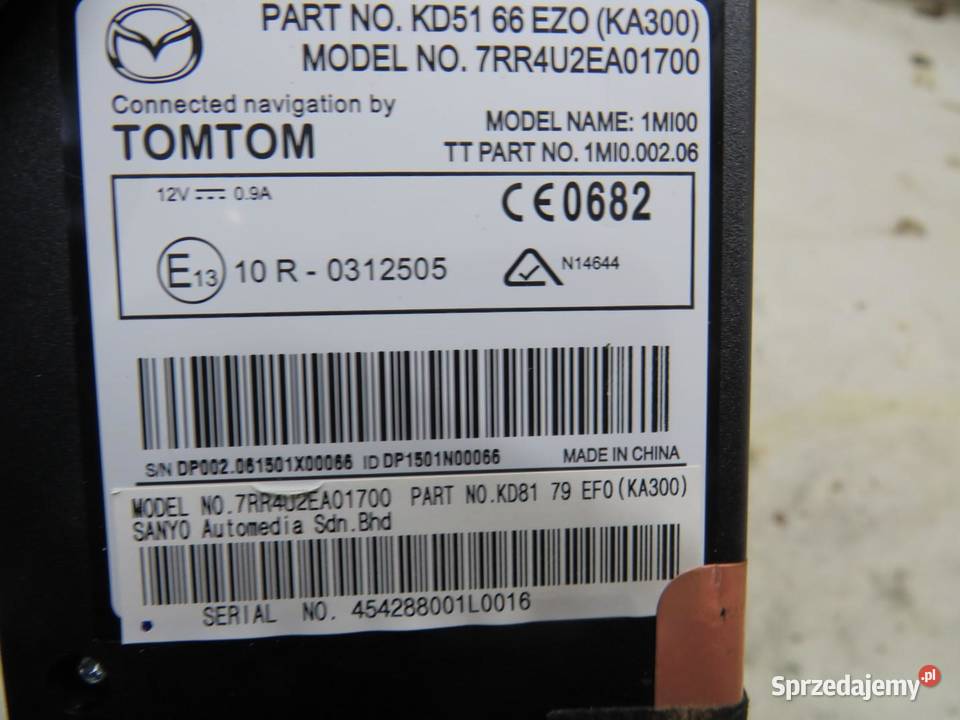 PART NO. KD51 66 EZ0 (KA300)
MODEL NO. 7RR4U2EA01700
Connected navigation by
TOMTOM
MODEL NAME: 1MI00
TT PART NO. 1MI0.002.06
12V 0.9A
CE0682
E13 10 R - 0312505
N14644
S/N DP002.061501X00066 ID DP1501N00066
MADE IN CHINA
MODEL NO.7RR4U2EA01700 PART NO.KD81 79 EF0(KA300)
SANYO Automedia Sdn.Bhd
SERIAL NO. 454288001L0016
Sprzedajemy.pl